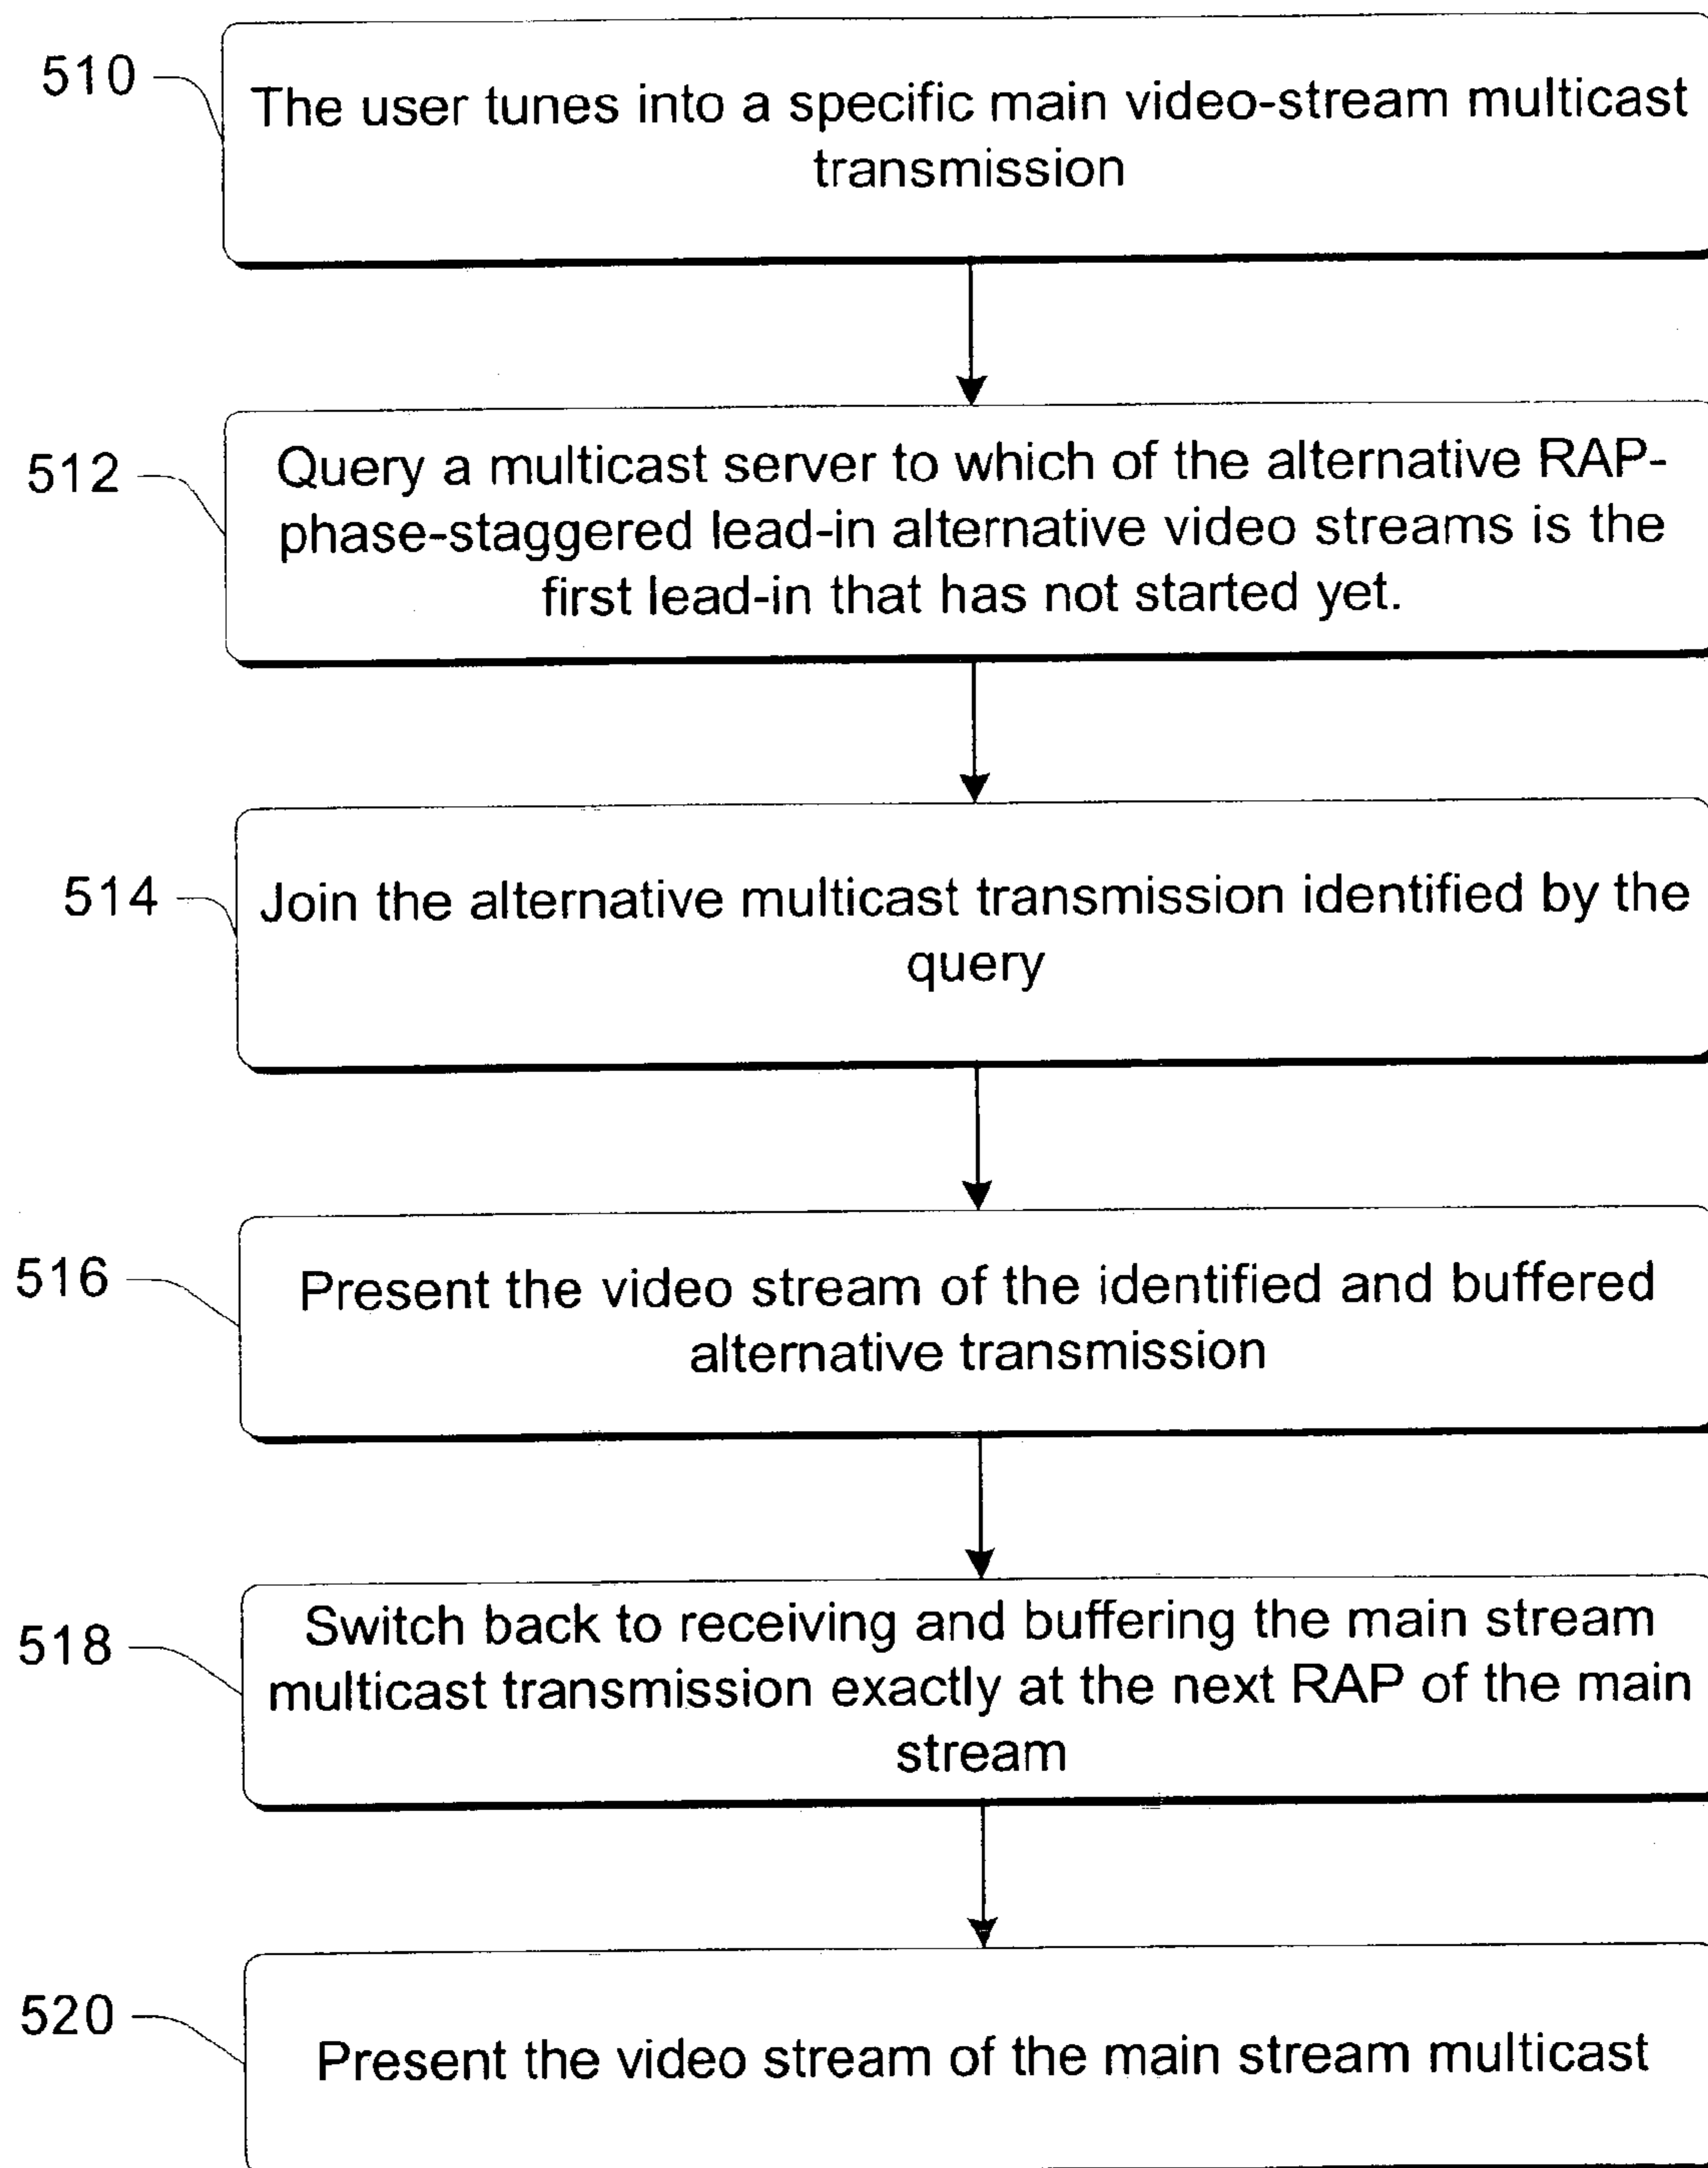 510
The user tunes into a specific main video-stream multicast
transmission
512
Query a multicast server to which of the alternative RAP-
phase-staggered lead-in alternative video streams is the
first lead-in that has not started yet.
514
Join the alternative multicast transmission identified by the
query
516
Present the video stream of the identified and buffered
alternative transmission
518
Switch back to receiving and buffering the main stream
multicast transmission exactly at the next RAP of the main
stream
520
Present the video stream of the main stream multicast